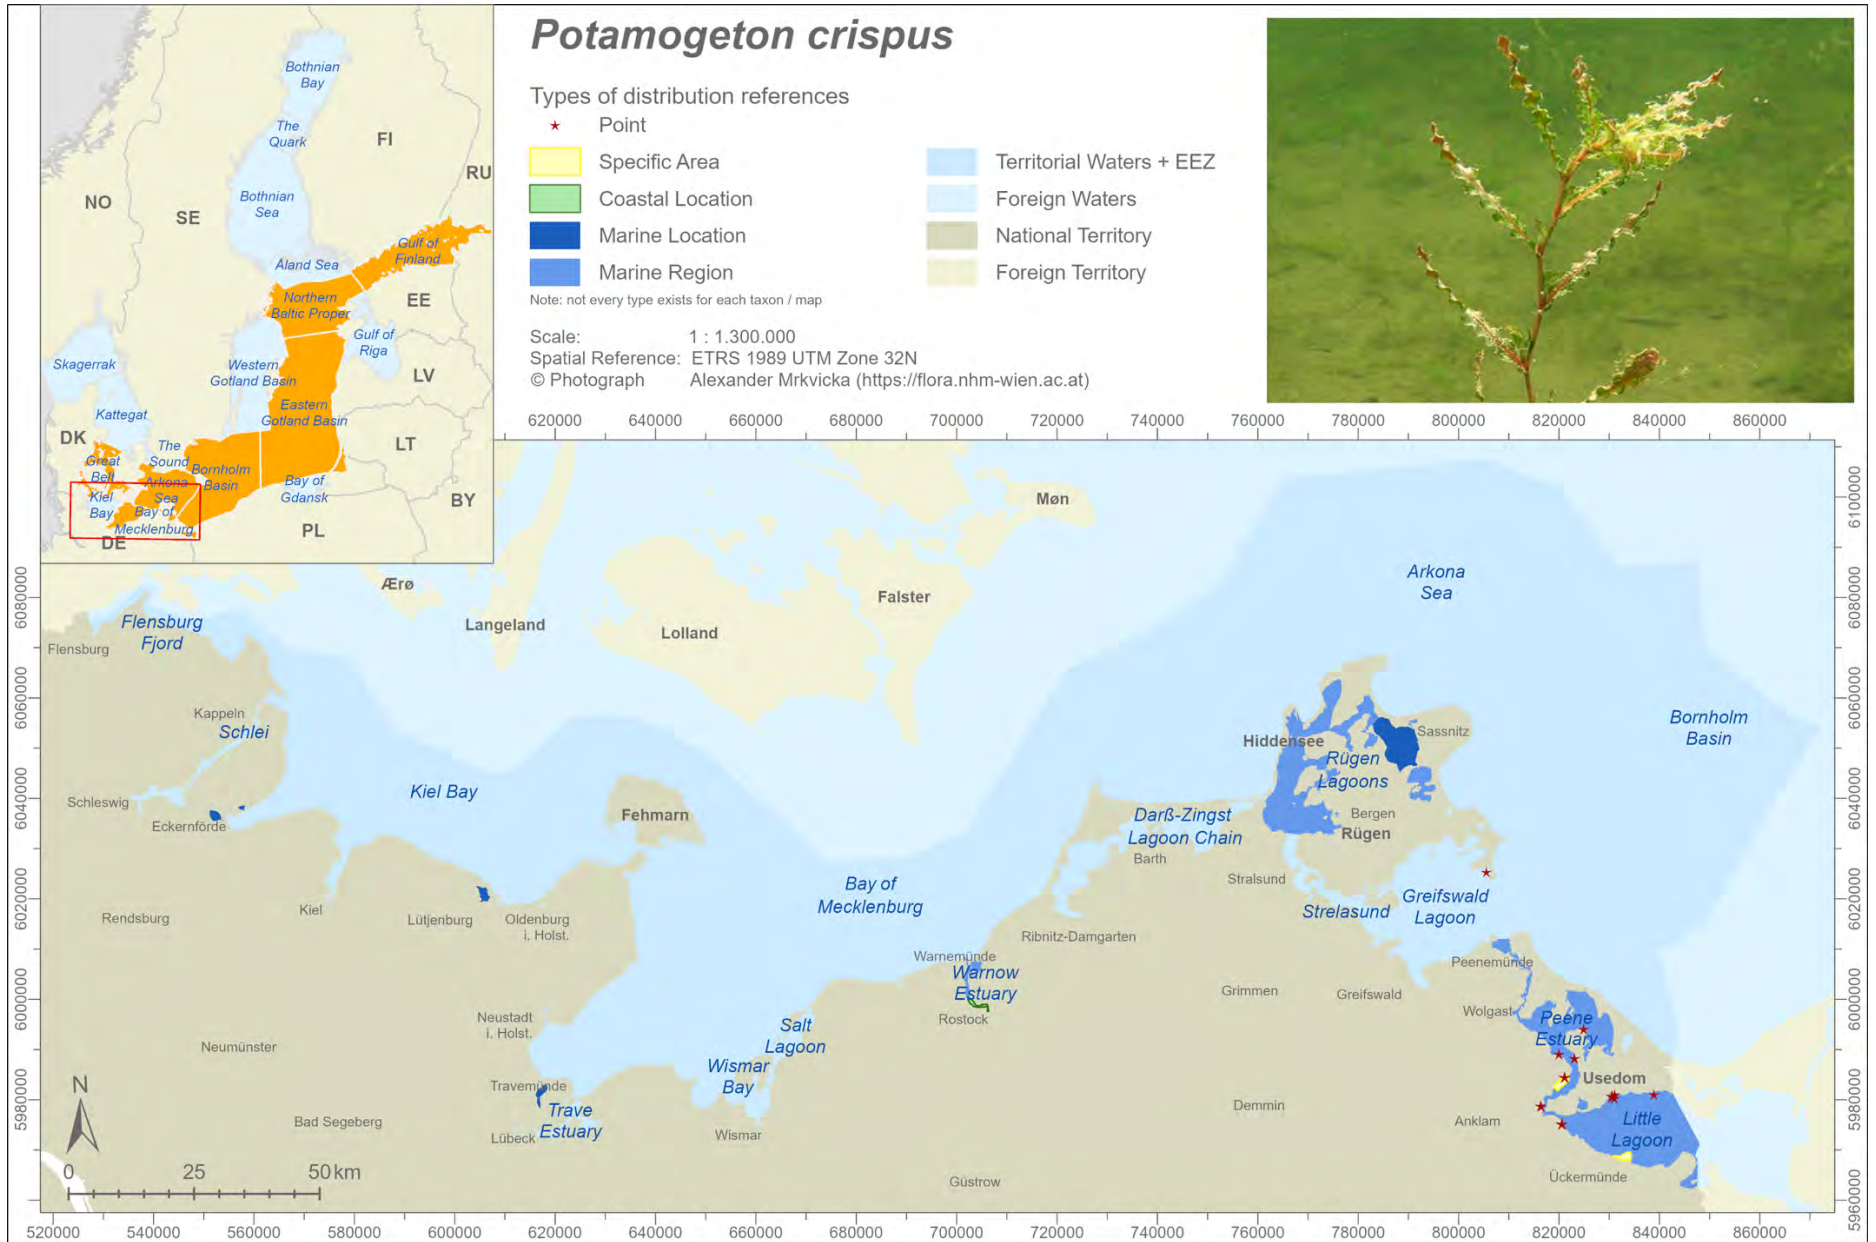 Potamogeton crispus
Types of distribution references
Point
Specific Area
Coastal Location
Marine Location
Marine Region
Territorial Waters + EEZ
Foreign Waters
National Territory
Foreign Territory
Note: not every type exists for each taxon / map
Scale: 1 : 1.300.000
Spatial Reference: ETRS 1989 UTM Zone 32N
© Photograph Alexander Mrkvicka (https://flora.nhm-wien.ac.at)
Bothnian
Bay
The
Quark
FI
RU
NO
SE
Bothnian
Sea
Gulf of
Finland
Åland Sea
Northern
Baltic Proper
EE
Gulf of
Riga
Skagerrak
Western
Gotland Basin
LV
Kattegat
Eastern
Gotland Basin
DK
The
Sound
LT
Great
Belt
Bornholm
Basin
Arkona
Sea
Bay of
Gdansk
Kiel
Bay
Bay of
Mecklenburg
BY
DE
PL
620000 640000 660000 680000 700000 720000 740000 760000 780000 800000 820000 840000 860000
6100000
6080000
6060000
6040000
6020000
6000000
5980000
5960000
6080000
6060000
6040000
6020000
6000000
5980000
Møn
Ærø
Arkona
Sea
Falster
Langeland
Lolland
Flensburg
Fjord
Flensburg
Kappeln
Schlei
Hiddensee
Sassnitz
Rügen
Lagoons
Bornholm
Basin
Schleswig
Kiel Bay
Eckernförde
Fehmarn
Darß-Zingst
Lagoon Chain
Bergen
Rügen
Barth
Stralsund
Bay of
Mecklenburg
Strelasund
Greifswald
Lagoon
Rendsburg
Kiel
Lütjenburg
Oldenburg
i. Holst.
Ribnitz-Damgarten
Warnemünde
Warnow
Estuary
Rostock
Peenemünde
Grimmen
Greifswald
Wolgast
Peene
Estuary
Neustadt
i. Holst.
Salt
Lagoon
Neumünster
Wismar
Bay
Usedom
Travemünde
Trave
Estuary
Bad Segeberg
Lübeck
Wismar
Demmin
Anklam
Little
Lagoon
Güstrow
Ückermünde
N
0 25 50 km
520000 540000 560000 580000 600000 620000 640000 660000 680000 700000 720000 740000 760000 780000 800000 820000 840000 860000